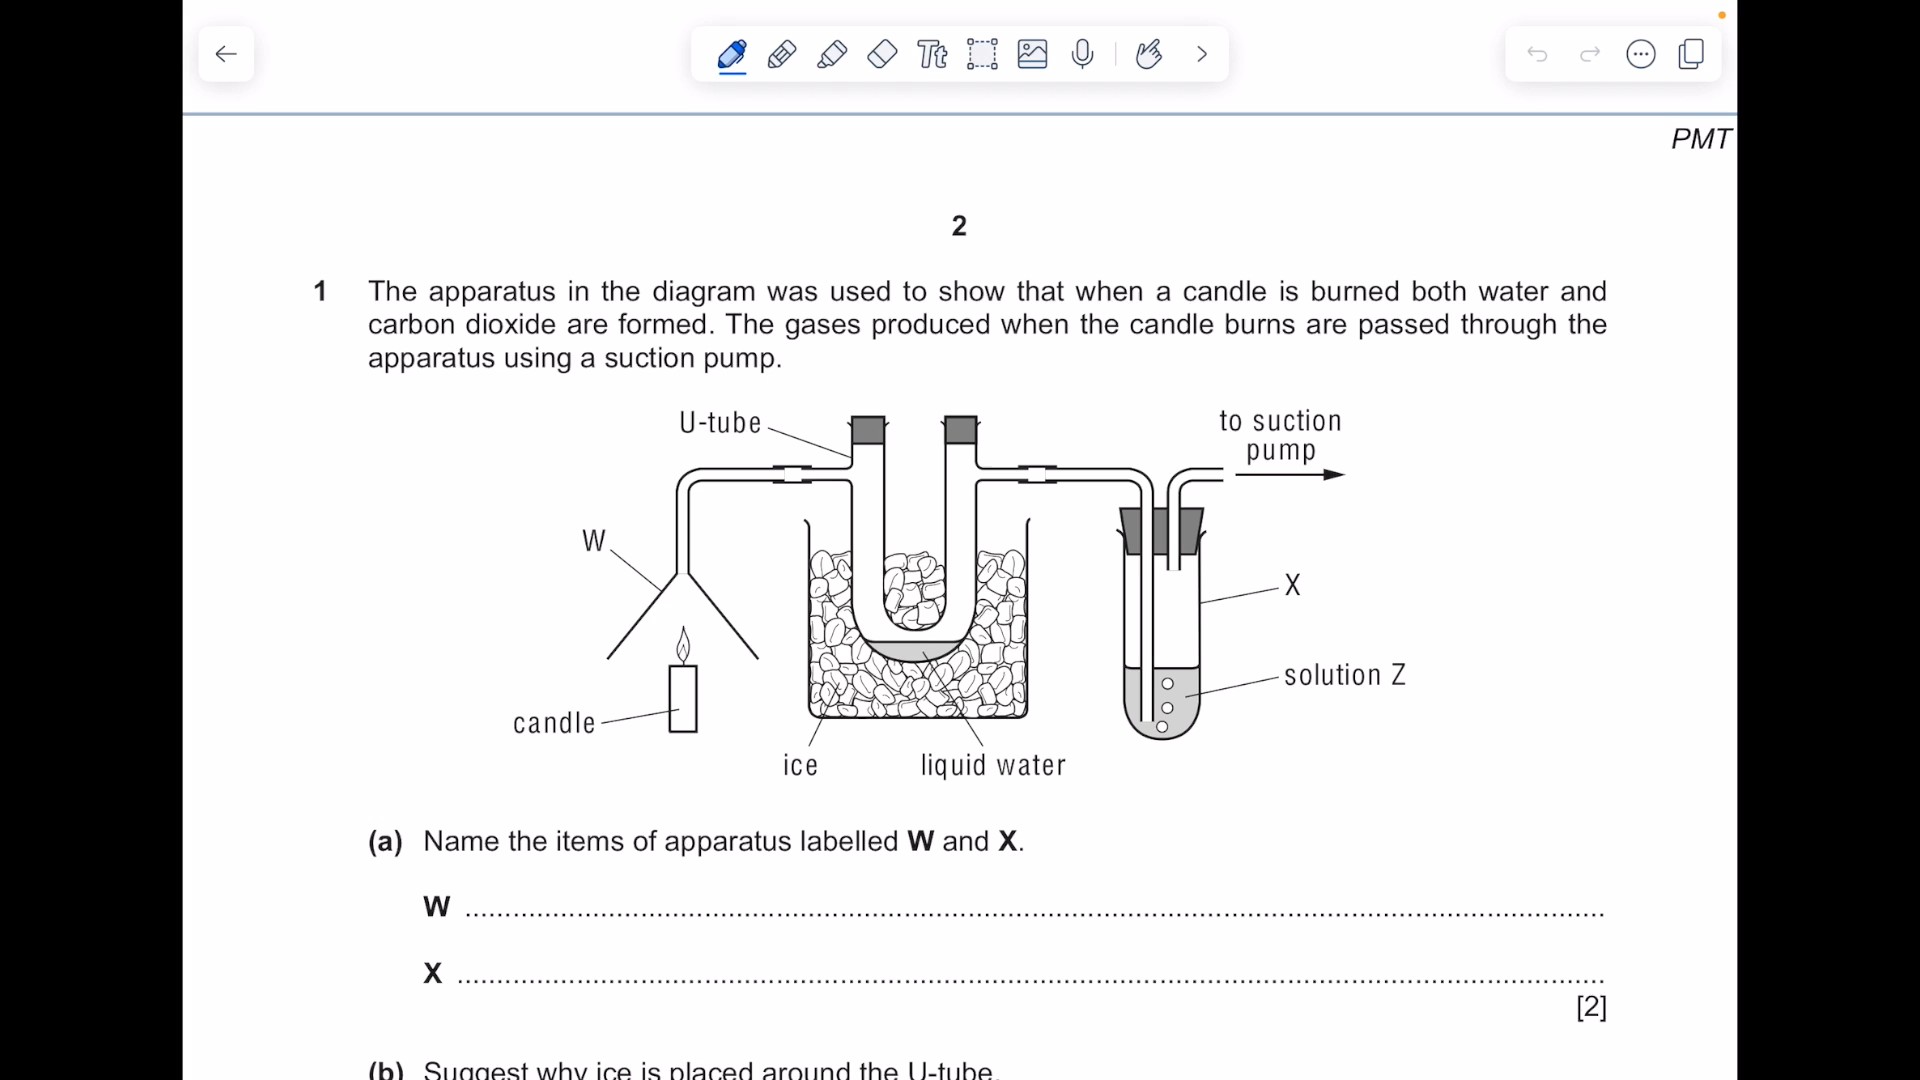 Tt
PMT
2
1 The apparatus in the diagram was used to show that when a candle is burned both water and
carbon dioxide are formed. The gases produced when the candle burns are passed through the
apparatus using a suction pump.
U-tube
to suction
pump
W
X
solution Z
candle
ice
liquid water
(a) Name the items of apparatus labelled W and X.
W ........................................................................................................................
X ........................................................................................................................
[2]
(b) Suggest why ice is placed around the U-tube.